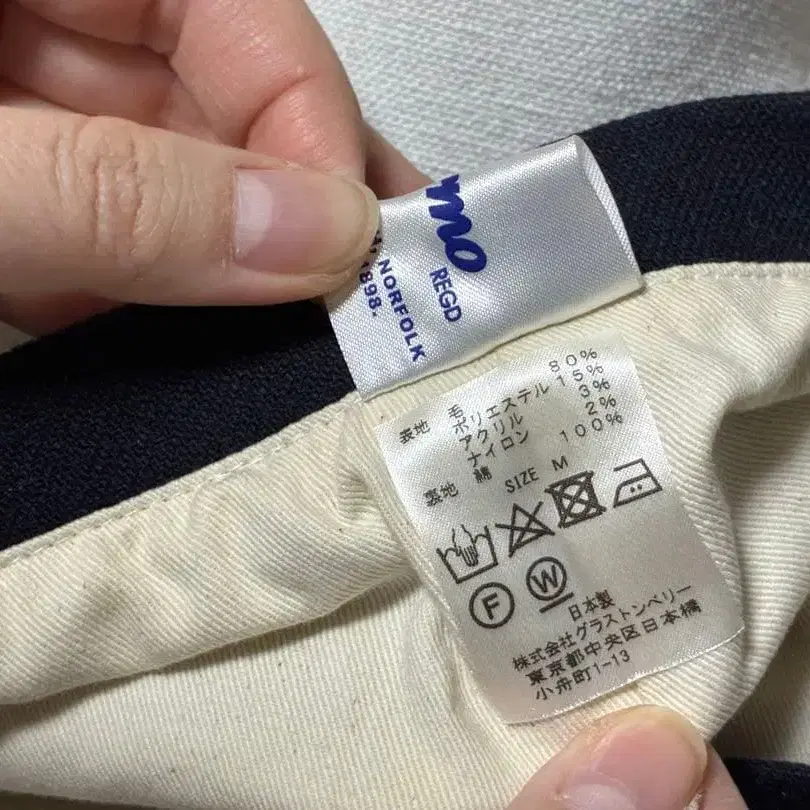 mo
REGD
NORFOLK
1898.
表地 毛 80%
ポリエステル 15%
アクリル 3%
ナイロン 2%
裏地 綿 100%
SIZE M
F W
日本製
株式会社グラストンベリー
東京都中央区日本橋
小舟町1-13